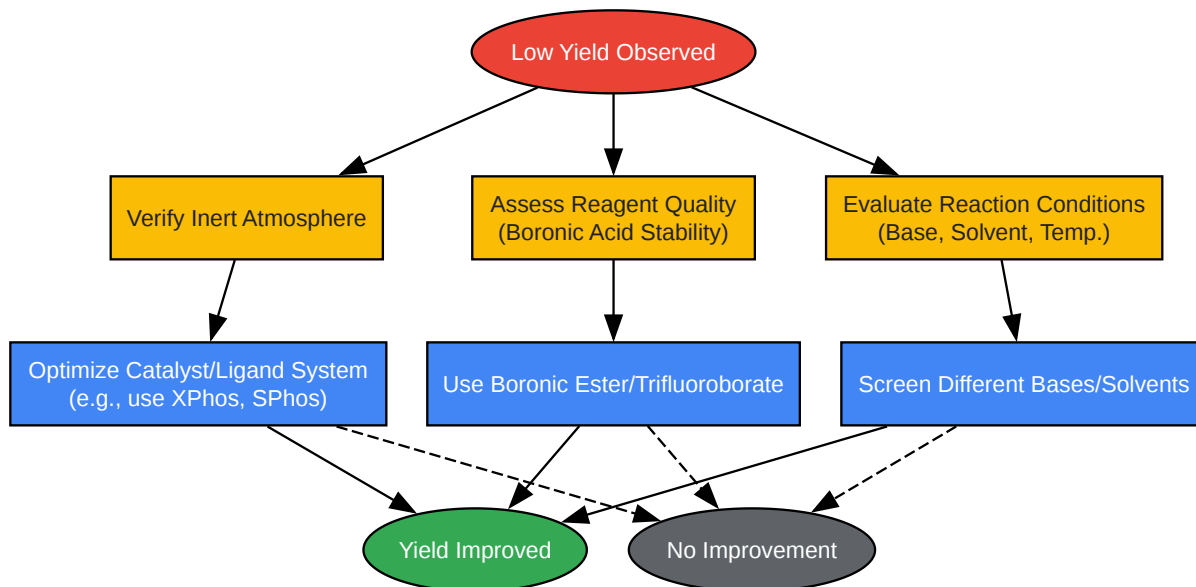 Low Yield Observed
Verify Inert Atmosphere
Assess Reagent Quality
(Boronic Acid Stability)
Evaluate Reaction Conditions
(Base, Solvent, Temp.)
Optimize Catalyst/Ligand System
(e.g., use XPhos, SPhos)
Use Boronic Ester/Trifluoroborate
Screen Different Bases/Solvents
Yield Improved
No Improvement